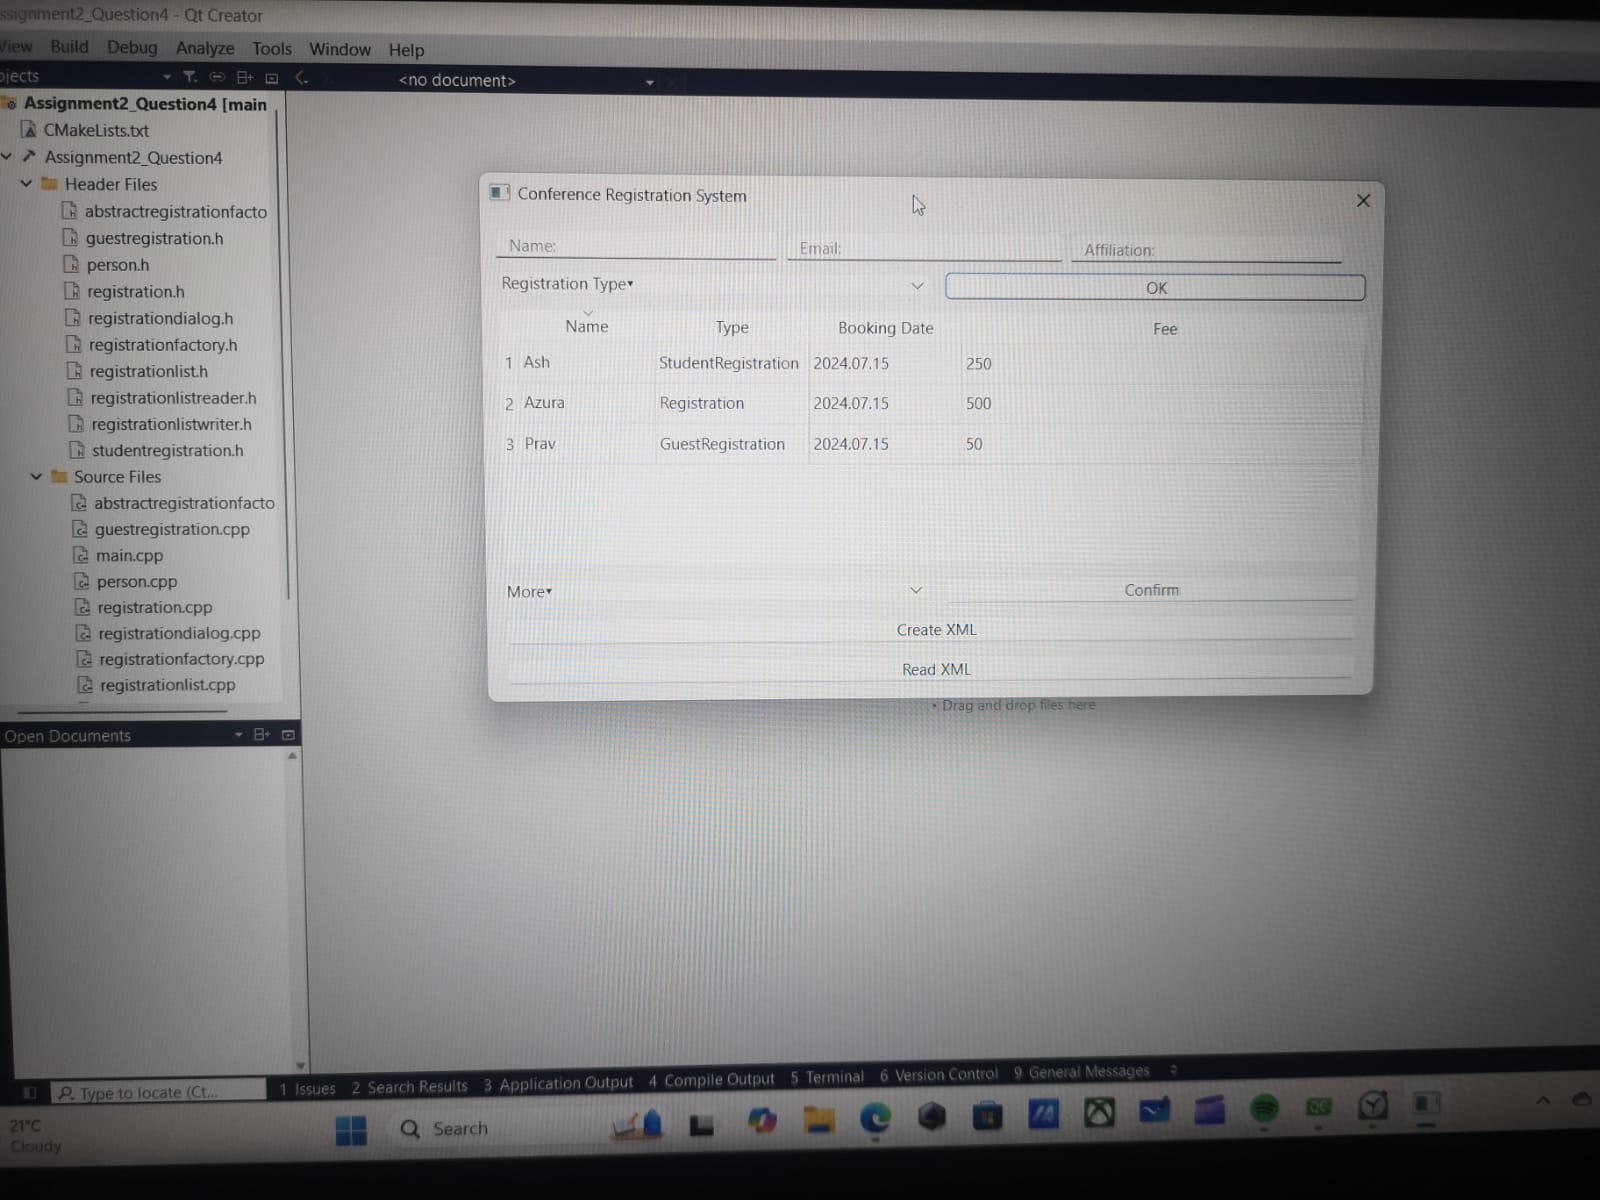 ssignment2_Question4 - Qt Creator
View Build Debug Analyze Tools Window Help
ojects
<no document>
Assignment2_Question4 [main
CMakeLists.txt
Assignment2_Question4
Header Files
abstractregistrationfacto
guestregistration.h
person.h
registration.h
registrationdialog.h
registrationfactory.h
registrationlist.h
registrationlistreader.h
registrationlistwriter.h
studentregistration.h
Source Files
abstractregistrationfacto
guestregistration.cpp
main.cpp
person.cpp
registration.cpp
registrationdialog.cpp
registrationfactory.cpp
registrationlist.cpp
Open Documents
Conference Registration System
Name: Email: Affiliation:
Registration Type▾ OK
Name Type Booking Date Fee
1 Ash StudentRegistration 2024.07.15 250
2 Azura Registration 2024.07.15 500
3 Prav GuestRegistration 2024.07.15 50
More▾ Confirm
Create XML
Read XML
• Drag and drop files here
Type to locate (Ct...
1 Issues 2 Search Results 3 Application Output 4 Compile Output 5 Terminal 6 Version Control 9 General Messages
21°C
Cloudy
Search
QC